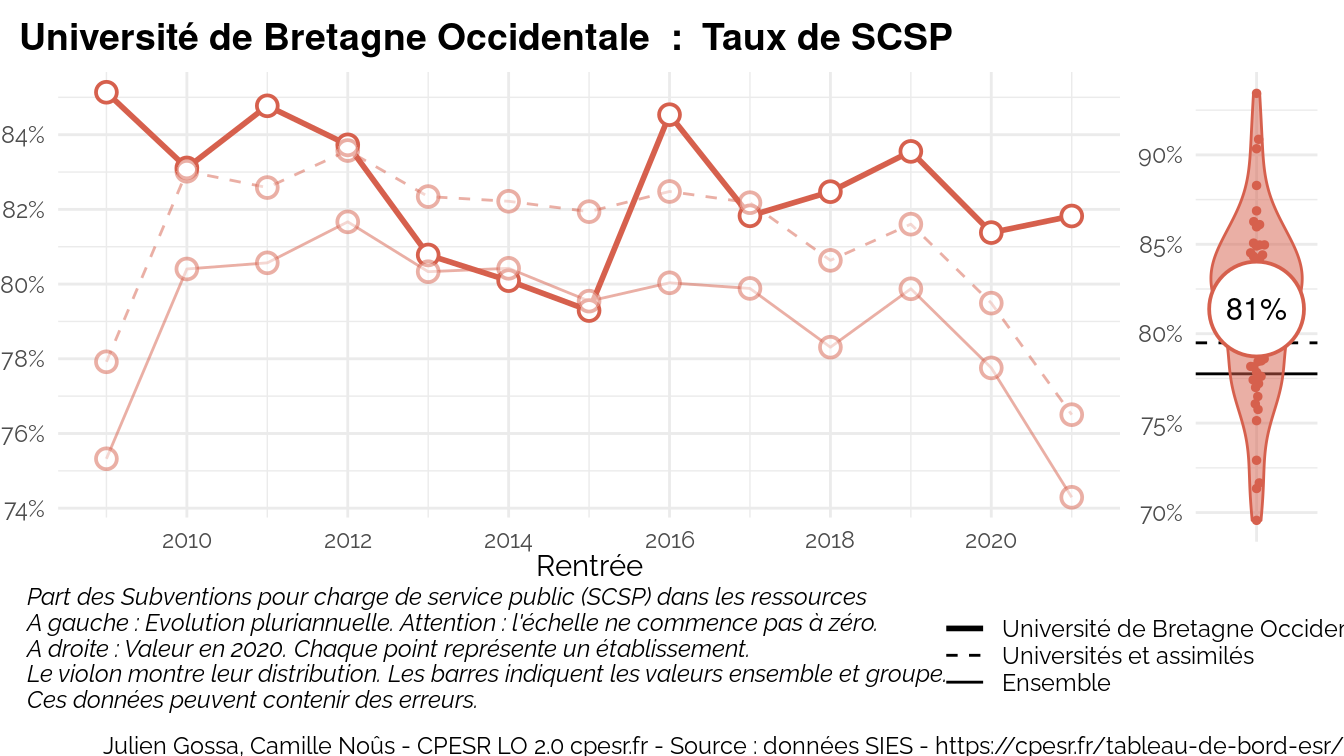 Université de Bretagne Occidentale : Taux de SCSP
84%
82%
80%
78%
76%
74%
2010 2012 2014 2016 2018 2020
Rentrée
90%
85%
81%
80%
75%
70%
Part des Subventions pour charge de service public (SCSP) dans les ressources
A gauche : Evolution pluriannuelle. Attention : l'échelle ne commence pas à zéro.
A droite : Valeur en 2020. Chaque point représente un établissement.
Le violon montre leur distribution. Les barres indiquent les valeurs ensemble et groupe.
Ces données peuvent contenir des erreurs.
Université de Bretagne Occiden
Universités et assimilés
Ensemble
Julien Gossa, Camille Noûs - CPESR LO 2.0 cpesr.fr - Source : données SIES - https://cpesr.fr/tableau-de-bord-esr/